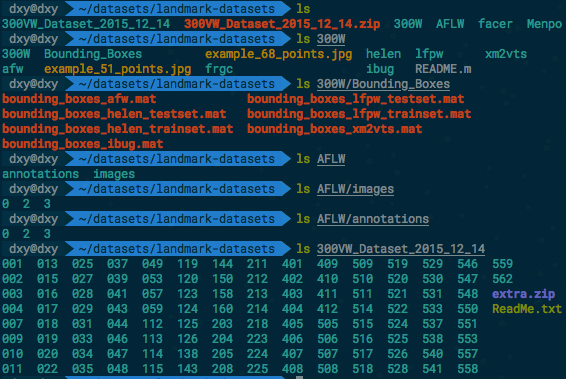 dxy@dxy ~/datasets/landmark-datasets ls
300VW_Dataset_2015_12_14 300VW_Dataset_2015_12_14.zip 300W AFLW facer Menpo
dxy@dxy ~/datasets/landmark-datasets ls 300W
300W Bounding_Boxes example_68_points.jpg helen lfpw xm2vts
afw example_51_points.jpg frgc ibug README.m
dxy@dxy ~/datasets/landmark-datasets ls 300W/Bounding_Boxes
bounding_boxes_afw.mat bounding_boxes_lfpw_testset.mat
bounding_boxes_helen_testset.mat bounding_boxes_lfpw_trainset.mat
bounding_boxes_helen_trainset.mat bounding_boxes_xm2vts.mat
bounding_boxes_ibug.mat
dxy@dxy ~/datasets/landmark-datasets ls AFLW
annotations images
dxy@dxy ~/datasets/landmark-datasets ls AFLW/images
0 2 3
dxy@dxy ~/datasets/landmark-datasets ls AFLW/annotations
0 2 3
dxy@dxy ~/datasets/landmark-datasets ls 300VW_Dataset_2015_12_14
001 013 025 037 049 119 144 211 401 409 509 519 529 546 559
002 015 027 039 053 120 150 212 402 410 510 520 530 547 562
003 016 028 041 057 123 158 213 403 411 511 521 531 548 extra.zip
004 017 029 043 059 124 160 214 404 412 514 522 533 550 ReadMe.txt
007 018 031 044 112 125 203 218 405 505 515 524 537 551
009 019 033 046 113 126 204 223 406 506 516 525 538 553
010 020 034 047 114 138 205 224 407 507 517 526 540 557
011 022 035 048 115 143 208 225 408 508 518 528 541 558